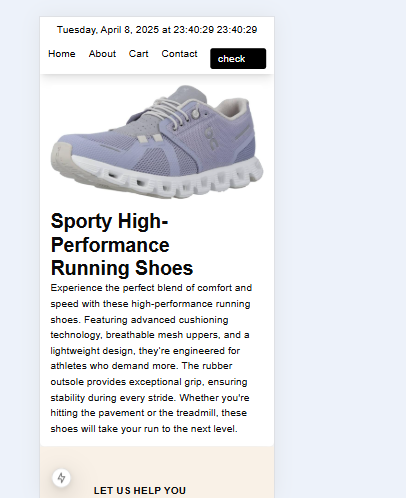 Tuesday, April 8, 2025 at 23:40:29 23:40:29
Home About Cart Contact check
Sporty High-
Performance
Running Shoes
Experience the perfect blend of comfort and
speed with these high-performance running
shoes. Featuring advanced cushioning
technology, breathable mesh uppers, and a
lightweight design, they're engineered for
athletes who demand more. The rubber
outsole provides exceptional grip, ensuring
stability during every stride. Whether you're
hitting the pavement or the treadmill, these
shoes will take your run to the next level.
LET US HELP YOU